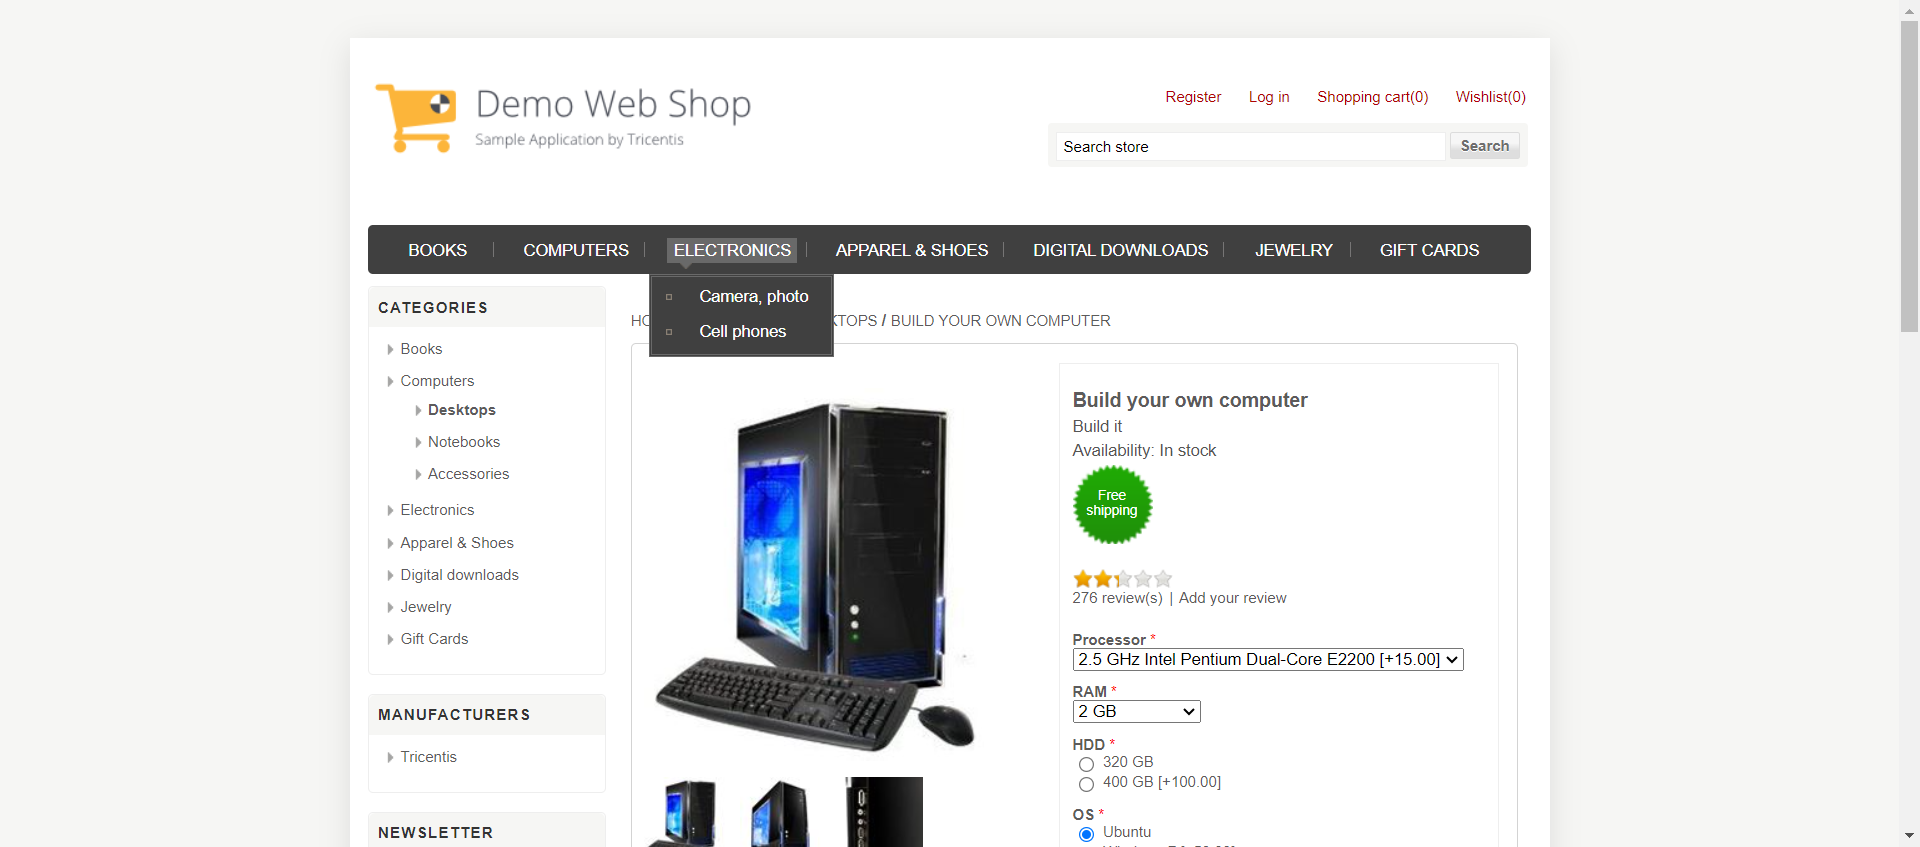 Demo Web Shop
Sample Application by Tricentis
Register Log in Shopping cart(0) Wishlist(0)
Search store Search
BOOKS COMPUTERS ELECTRONICS APPAREL & SHOES DIGITAL DOWNLOADS JEWELRY GIFT CARDS
Camera, photo
Cell phones
CATEGORIES
Books
Computers
Desktops
Notebooks
Accessories
Electronics
Apparel & Shoes
Digital downloads
Jewelry
Gift Cards
MANUFACTURERS
Tricentis
NEWSLETTER
/ BUILD YOUR OWN COMPUTER
Build your own computer
Build it
Availability: In stock
Free
shipping
276 review(s) | Add your review
Processor *
2.5 GHz Intel Pentium Dual-Core E2200 [+15.00]
RAM *
2 GB
HDD *
320 GB
400 GB [+100.00]
OS *
Ubuntu